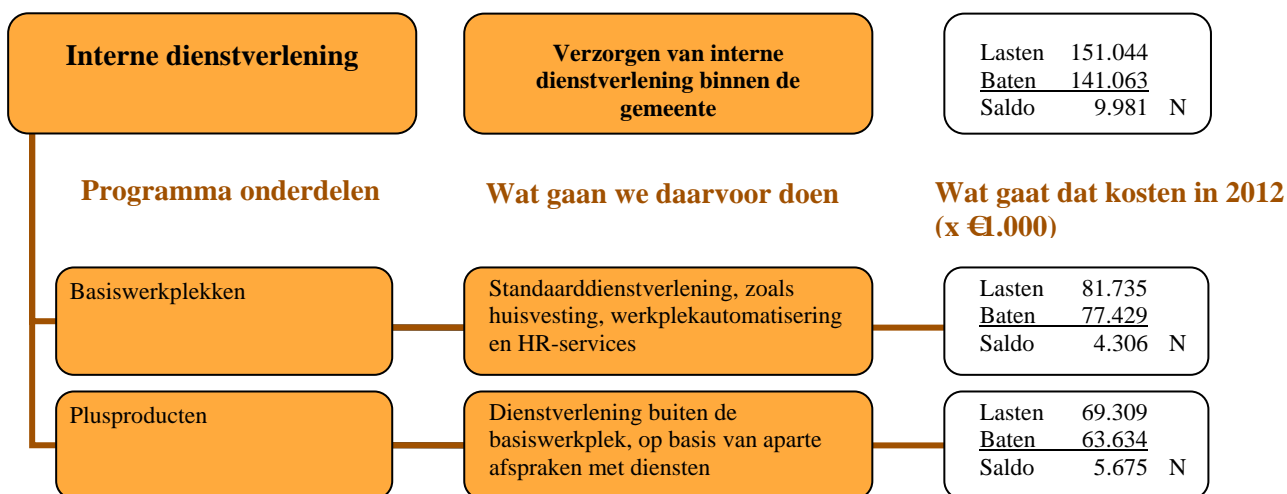 Interne dienstverlening
Verzorgen van interne
dienstverlening binnen de
gemeente
Lasten 151.044
Baten 141.063
Saldo 9.981 N
Programma onderdelen
Wat gaan we daarvoor doen
Wat gaat dat kosten in 2012
(x €1.000)
Basiswerkplekken
Standaarddienstverlening, zoals
huisvesting, werkplekautomatisering
en HR-services
Lasten 81.735
Baten 77.429
Saldo 4.306 N
Plusproducten
Dienstverlening buiten de
basiswerkplek, op basis van aparte
afspraken met diensten
Lasten 69.309
Baten 63.634
Saldo 5.675 N